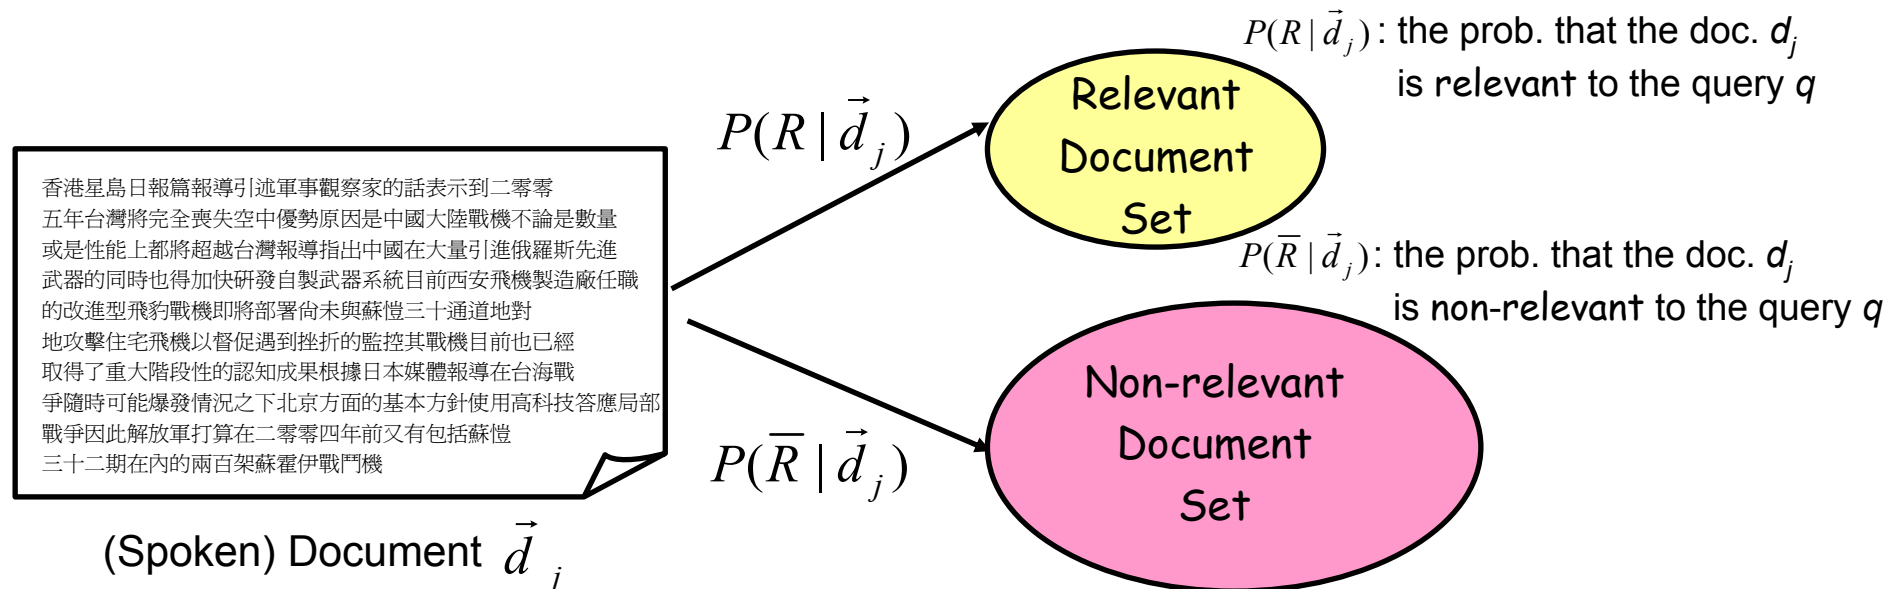 P(R | d⃗ j) : the prob. that the doc. dj
is relevant to the query q
Relevant
Document
Set
P(R | d⃗ j)
香港星島日報篇報導引述軍事觀察家的話表示到二零零
五年台灣將完全喪失空中優勢原因是中國大陸戰機不論是數量
或是性能上都將超越台灣報導指出中國在大量引進俄羅斯先進
武器的同時也得加快研發自製武器系統目前西安飛機製造廠任職
的改進型飛豹戰機即將部署尚未與蘇愷三十通道地對
地攻擊住宅飛機以督促遇到挫折的監控其戰機目前也已經
取得了重大階段性的認知成果根據日本媒體報導在台海戰
爭隨時可能爆發情況之下北京方面的基本方針使用高科技答應局部
戰爭因此解放軍打算在二零零四年前又有包括蘇愷
三十二期在內的兩百架蘇霍伊戰鬥機
(Spoken) Document d⃗ j
P(R̅ | d⃗ j) : the prob. that the doc. dj
is non-relevant to the query q
P(R̅ | d⃗ j)
Non-relevant
Document
Set